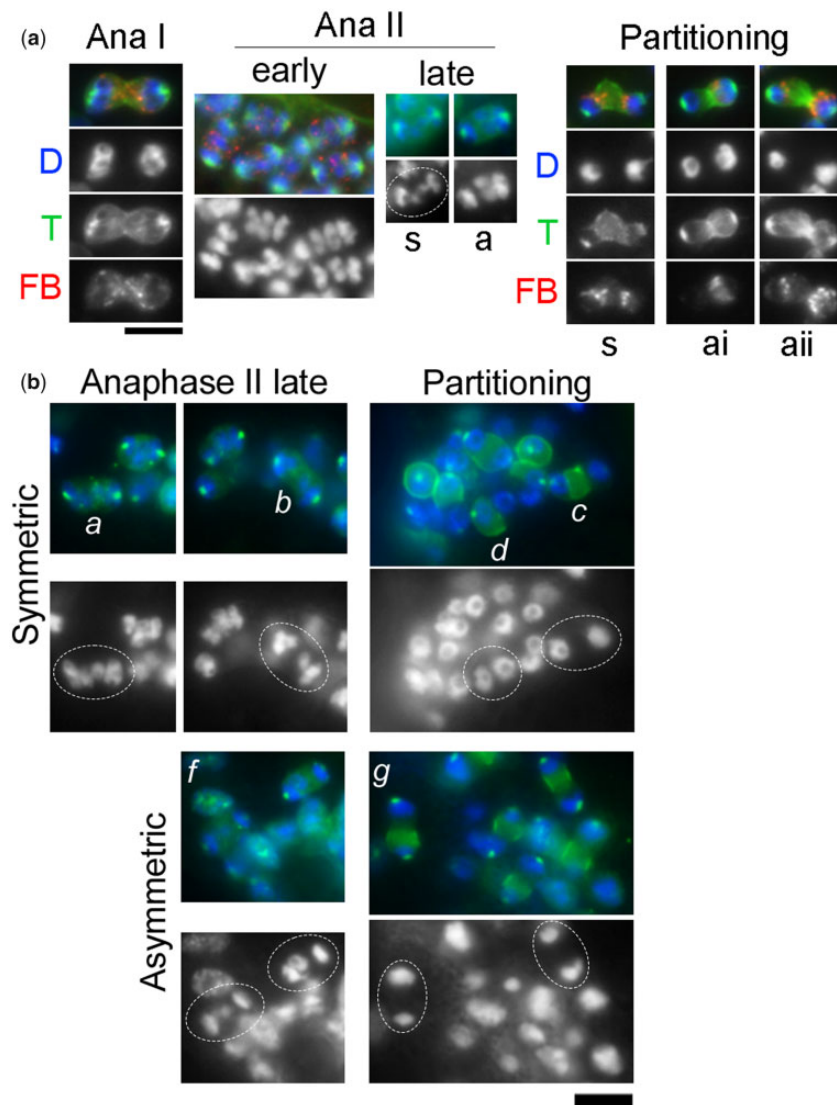 (a)
Ana I
Ana II
Partitioning
early
late
D
T
FB
D
T
FB
s
a
s
ai
aii
(b)
Anaphase II late
Partitioning
Symmetric
a
b
c
d
Asymmetric
f
g